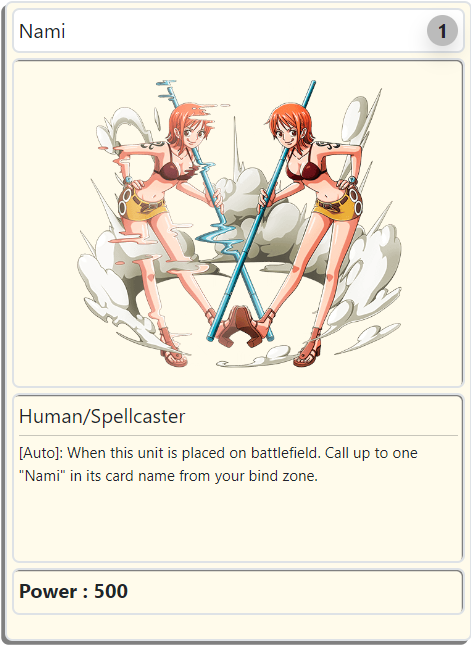 Nami
1
Human/Spellcaster
[Auto]: When this unit is placed on battlefield. Call up to one
"Nami" in its card name from your bind zone.
Power : 500